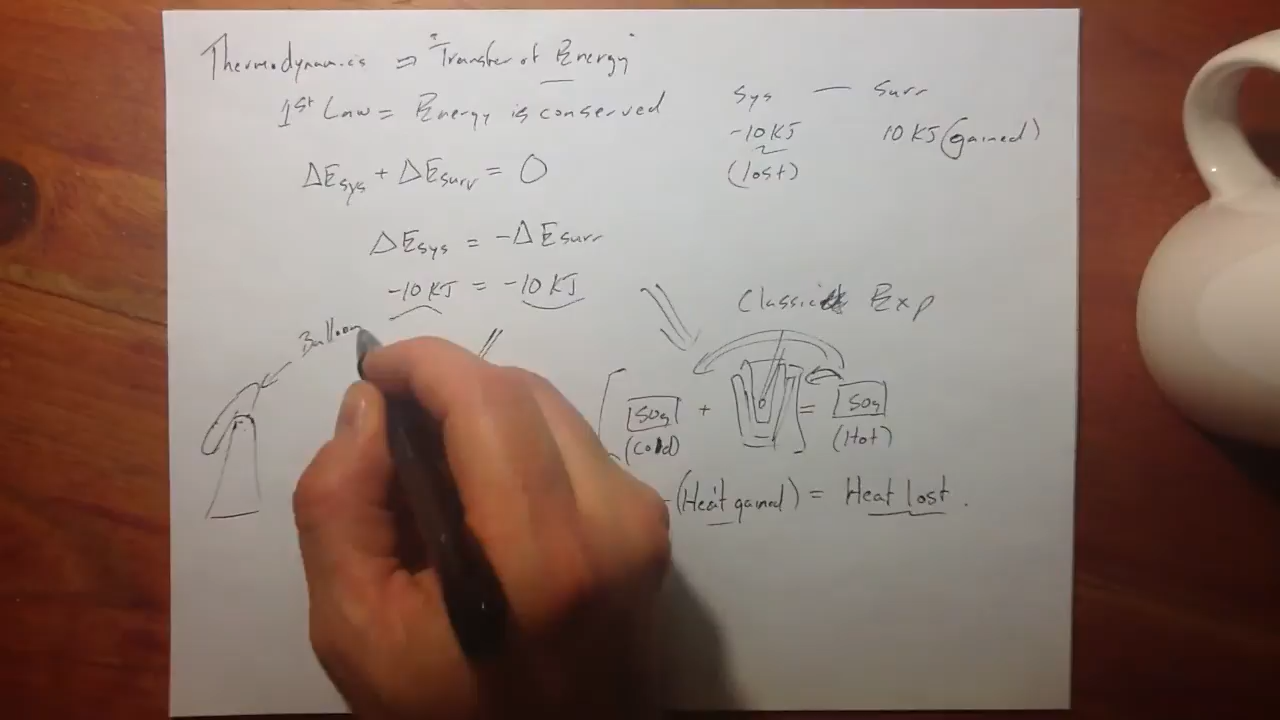 Thermodynamics ⇒ "Transfer of Energy"
1st Law = Energy is conserved
Sys — Surr
-10 KJ 10 KJ (gained)
(lost)
ΔEsys + ΔEsurr = 0
ΔEsys = -ΔEsurr
-10 KJ = -10 KJ
Classic Exp
Balloon
50g + = 50g
(Cold) (Hot)
-(Heat gained) = Heat lost.